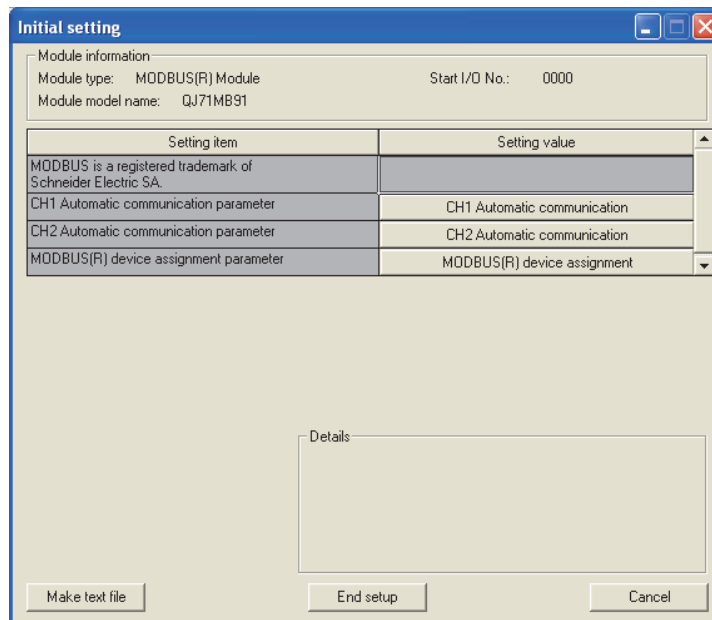 Initial setting
Module information
Module type: MODBUS(R) Module Start I/O No.: 0000
Module model name: QJ71MB91
Setting item Setting value
MODBUS is a registered trademark of
Schneider Electric SA.
CH1 Automatic communication parameter CH1 Automatic communication
CH2 Automatic communication parameter CH2 Automatic communication
MODBUS(R) device assignment parameter MODBUS(R) device assignment
Details
Make text file End setup Cancel